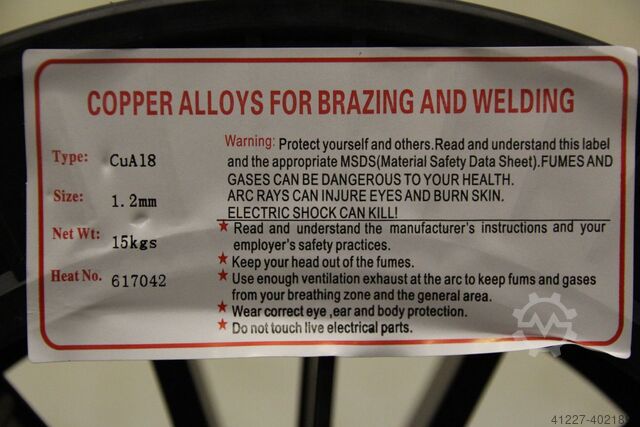 COPPER ALLOYS FOR BRAZING AND WELDING
Type: CuA18
Size: 1.2mm
Net Wt: 15kgs
Heat No. 617042
Warning: Protect yourself and others.Read and understand this label
and the appropriate MSDS(Material Safety Data Sheet).FUMES AND
GASES CAN BE DANGEROUS TO YOUR HEALTH.
ARC RAYS CAN INJURE EYES AND BURN SKIN.
ELECTRIC SHOCK CAN KILL!
★ Read and understand the manufacturer's instructions and your
employer's safety practices.
★ Keep your head out of the fumes.
★ Use enough ventilation exhaust at the arc to keep fums and gases
from your breathing zone and the general area.
★ Wear correct eye ,ear and body protection.
★ Do not touch live electrical parts.